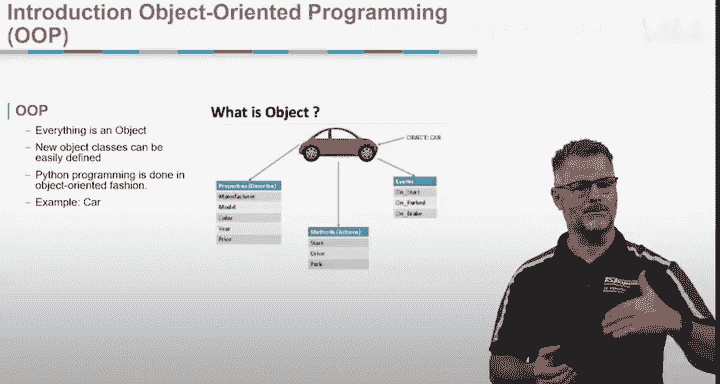 Introduction Object-Oriented Programming
(OOP)
OOP
– Everything is an Object
– New object classes can be
easily defined
– Python programming is done in
object-oriented fashion.
– Example: Car
What is Object ?
OBJECT: CAR
Properties (Describe)
Manufacturer
Model
Color
Year
Price
Methods (Actions)
Start
Drive
Park
Events
On_Start
On_Parked
On_Brake